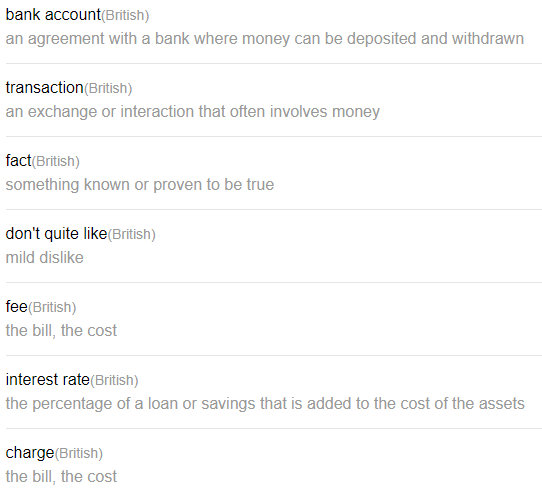 bank account(British)
an agreement with a bank where money can be deposited and withdrawn
transaction(British)
an exchange or interaction that often involves money
fact(British)
something known or proven to be true
don't quite like(British)
mild dislike
fee(British)
the bill, the cost
interest rate(British)
the percentage of a loan or savings that is added to the cost of the assets
charge(British)
the bill, the cost